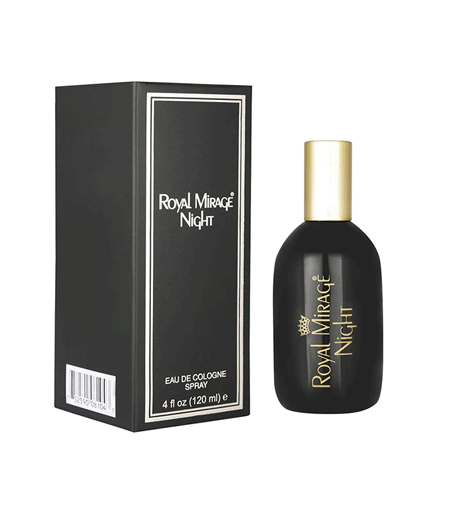 Royal Mirage®
Night
EAU DE COLOGNE
SPRAY
4 fl oz (120 ml) e
Royal Mirage®
Night